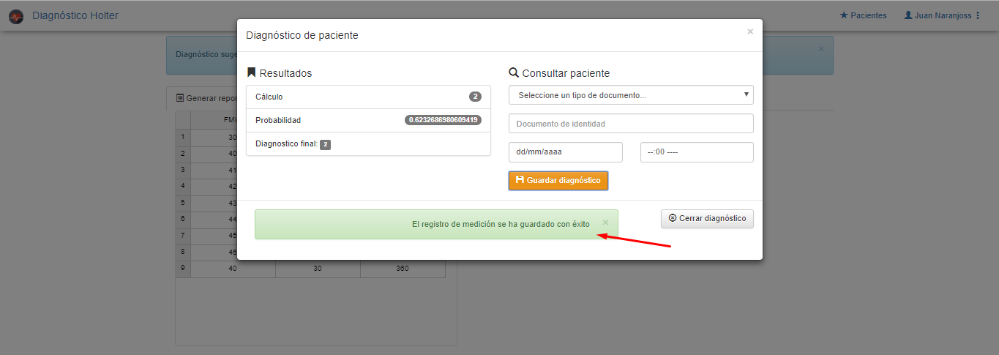 Diagnóstico Holter
Pacientes
Juan Naranjoss
Diagnóstico de paciente
×
Diagnóstico suge
×
Resultados
Cálculo 2
Probabilidad 0.6232686980609419
Diagnostico final: 2
Consultar paciente
Seleccione un tipo de documento...
Documento de identidad
dd/mm/aaaa
--:00 ----
Guardar diagnóstico
El registro de medición se ha guardado con éxito ×
Cerrar diagnóstico
Generar repor
FMi
1 30
2 40
3 41
4 42
5 43
6 44
7 45
8 46
9 40 30 360